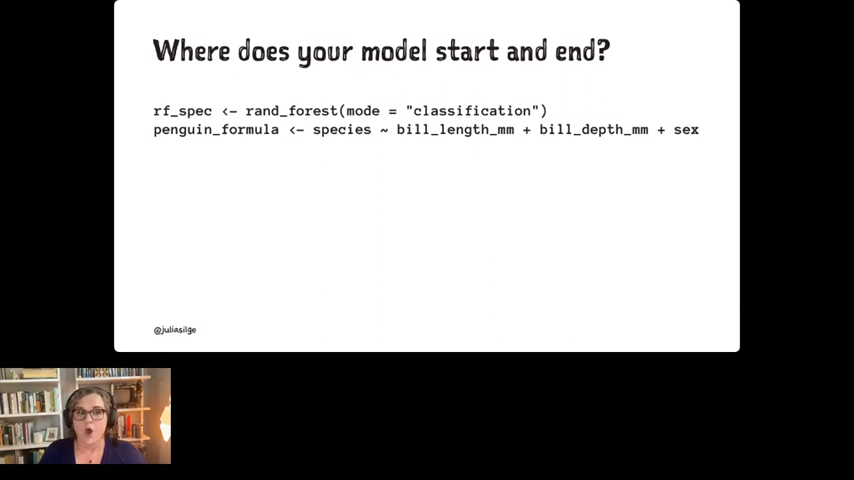 Where does your model start and end?
rf_spec <- rand_forest(mode = "classification")
penguin_formula <- species ~ bill_length_mm + bill_depth_mm + sex
@juliasilge